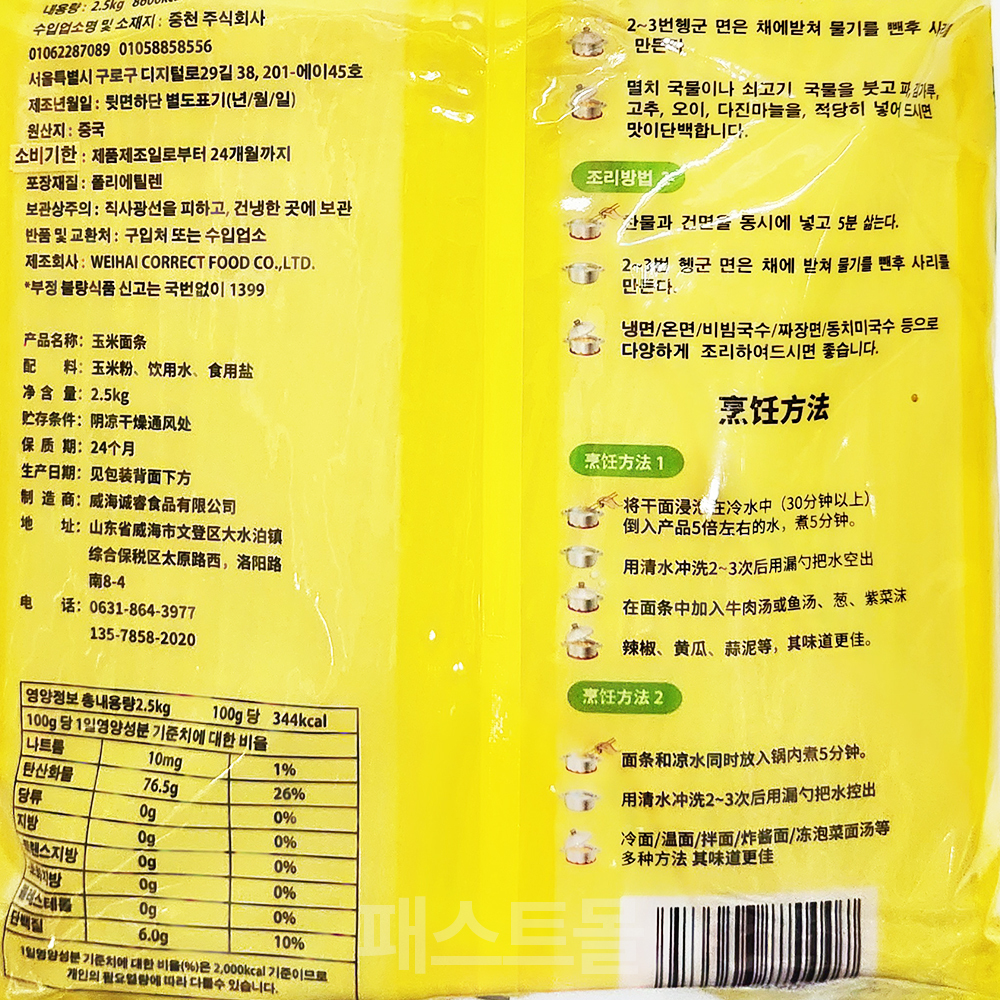 내용량 : 2.5kg
수입업소명 및 소재지 : 중천 주식회사
01062287089 01058858556
서울특별시 구로구 디지털로29길 38, 201-에이45호
제조년월일 : 뒷면하단 별도표기(년/월/일)
원산지 : 중국
소비기한 : 제품제조일로부터 24개월까지
포장재질 : 폴리에틸렌
보관상주의 : 직사광선을 피하고, 건냉한 곳에 보관
반품 및 교환처 : 구입처 또는 수입업소
제조회사 : WEIHAI CORRECT FOOD CO.,LTD.
*부정 불량식품 신고는 국번없이 1399
产品名称：玉米面条
配 料：玉米粉、饮用水、食用盐
净含量：2.5kg
贮存条件：阴凉干燥通风处
保质期：24个月
生产日期：见包装背面下方
制造商：威海诚睿食品有限公司
地 址：山东省威海市文登区大水泊镇
综合保税区太原路西，洛阳路
南8-4
电 话：0631-864-3977
135-7858-2020
영양정보 총내용량2.5kg 100g 당 344kcal
100g 당 1일영양성분 기준치에 대한 비율
나트륨 10mg 1%
탄산화물 76.5g 26%
당류 0g 0%
지방 0g 0%
트랜스지방 0g 0%
0g 0%
콜레스테롤 0g 0%
단백질 6.0g 10%
1일영양성분 기준치에 대한 비율(%)은 2,000kcal 기준이므로
개인의 필요열량에 따라 다를수 있습니다.
2~3번헹군 면은 채에받쳐 물기를 뺀후 사리
만든다.
멸치 국물이나 쇠고기 국물을 붓고 파,김가루,
고추, 오이, 다진마늘을, 적당히 넣어드시면
맛이단백합니다.
조리방법 2
찬물과 건면을 동시에 넣고 5분 삶는다.
2~3번 헹군 면은 채에 받쳐 물기를 뺀후 사리를
만든다.
냉면/온면/비빔국수/짜장면/동치미국수 등으로
다양하게 조리하여드시면 좋습니다.
烹饪方法
烹饪方法 1
将干面浸泡在冷水中（30分钟以上）
倒入产品5倍左右的水，煮5分钟。
用清水冲洗2~3次后用漏勺把水空出
在面条中加入牛肉汤或鱼汤、葱、紫菜沫
辣椒、黄瓜、蒜泥等，其味道更佳。
烹饪方法 2
面条和凉水同时放入锅内煮5分钟。
用清水冲洗2~3次后用漏勺把水控出
冷面/温面/拌面/炸酱面/冻泡菜面汤等
多种方法 其味道更佳
패스트몰